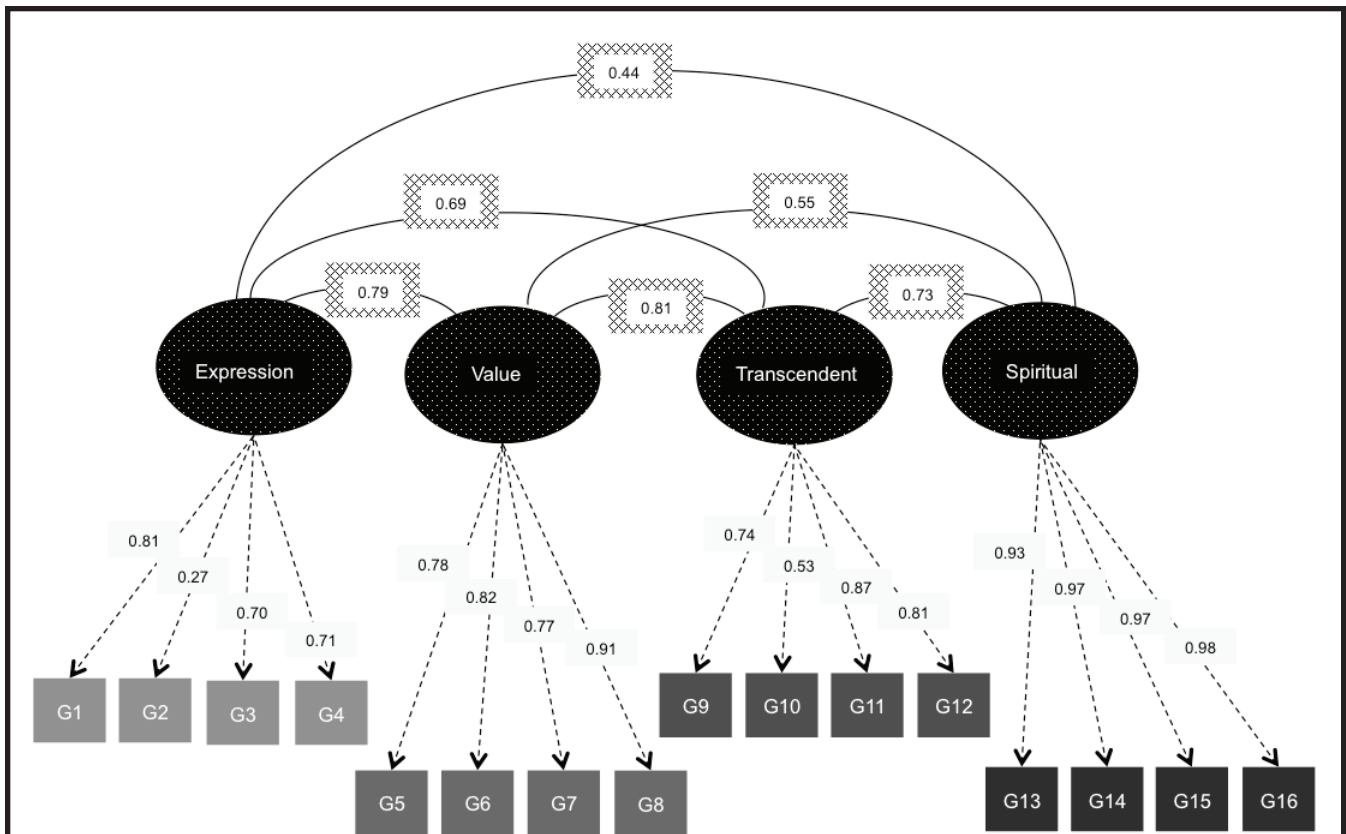 0.44
0.69
0.55
0.79
0.81
0.73
Expression
Value
Transcendent
Spiritual
0.81
0.27
0.70
0.71
0.78
0.82
0.77
0.91
0.74
0.53
0.87
0.81
0.93
0.97
0.97
0.98
G1
G2
G3
G4
G5
G6
G7
G8
G9
G10
G11
G12
G13
G14
G15
G16